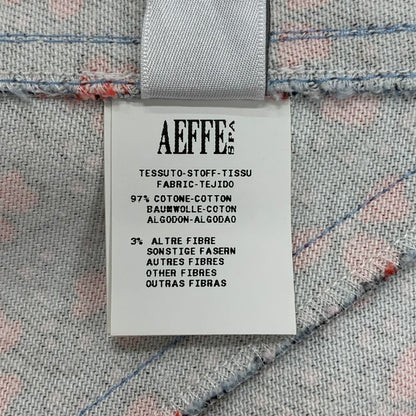 AEFFE SPA
TESSUTO-STOFF-TISSU
FABRIC-TEJIDO
97% COTONE-COTTON
BAUMWOLLE-COTON
ALGODON-ALGODAO
3% ALTRE FIBRE
SONSTIGE FASERN
AUTRES FIBRES
OTHER FIBRES
OUTRAS FIBRAS